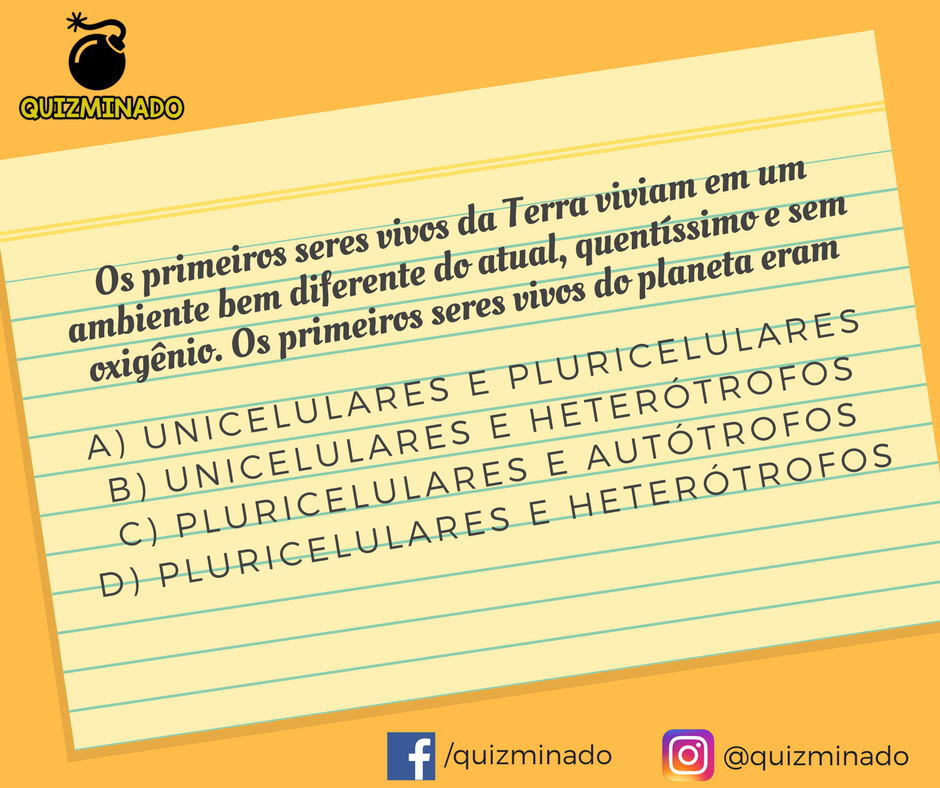 QUIZMINADO
Os primeiros seres vivos da Terra viviam em um
ambiente bem diferente do atual, quentíssimo e sem
oxigênio. Os primeiros seres vivos do planeta eram
A) UNICELULARES E PLURICELULARES
B) UNICELULARES E HETERÓTROFOS
C) PLURICELULARES E AUTÓTROFOS
D) PLURICELULARES E HETERÓTROFOS
/quizminado
@quizminado